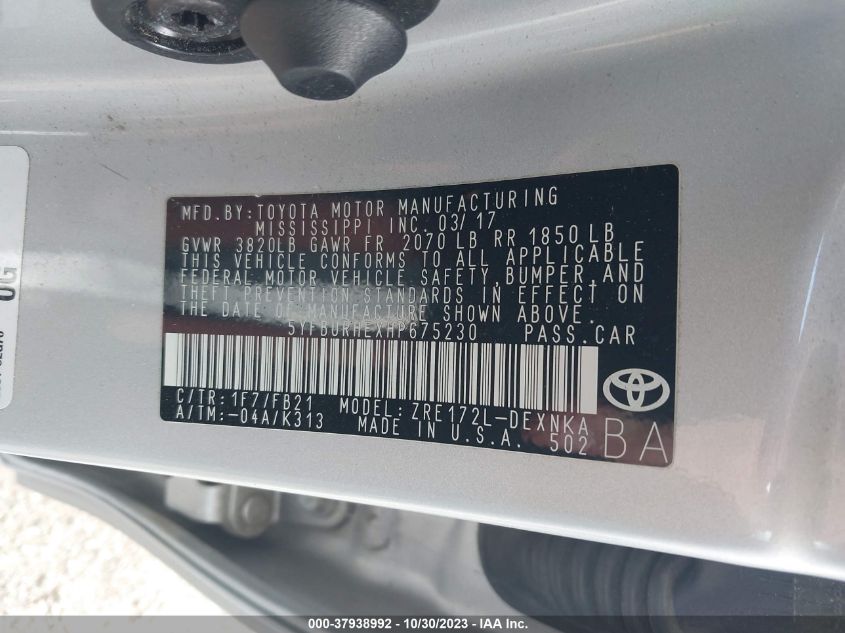 MFD. BY: TOYOTA MOTOR MANUFACTURING
MISSISSIPPI INC. 03/17
GVWR 3820LB GAWR FR 2070 LB RR 1850 LB
THIS VEHICLE CONFORMS TO ALL APPLICABLE
FEDERAL MOTOR VEHICLE SAFETY, BUMPER, AND
THEFT PREVENTION STANDARDS IN EFFECT ON
THE DATE OF MANUFACTURE SHOWN ABOVE.
5YFBURHEXHP675230 PASS. CAR
C/TR: 1F7/FB21 MODEL: ZRE172L-DEXNKA
A/TM: -04A/K313 MADE IN U.S.A. 502
BA
OG
000-37938992 - 10/30/2023 - IAA Inc.